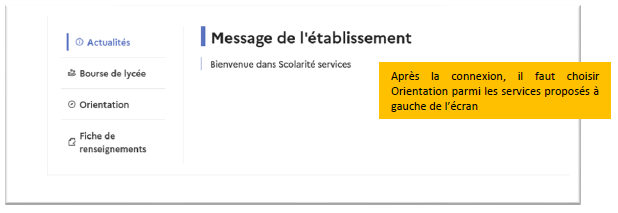 Actualités
Bourse de lycée
Orientation
Fiche de
renseignements
Message de l'établissement
Bienvenue dans Scolarité services
Après la connexion, il faut choisir
Orientation parmi les services proposés à
gauche de l'écran